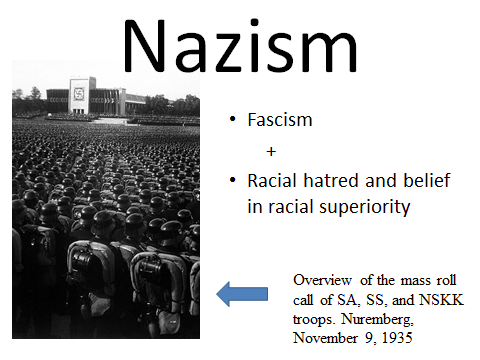 Nazism
• Fascism
+
• Racial hatred and belief
in racial superiority
Overview of the mass roll
call of SA, SS, and NSKK
troops. Nuremberg,
November 9, 1935